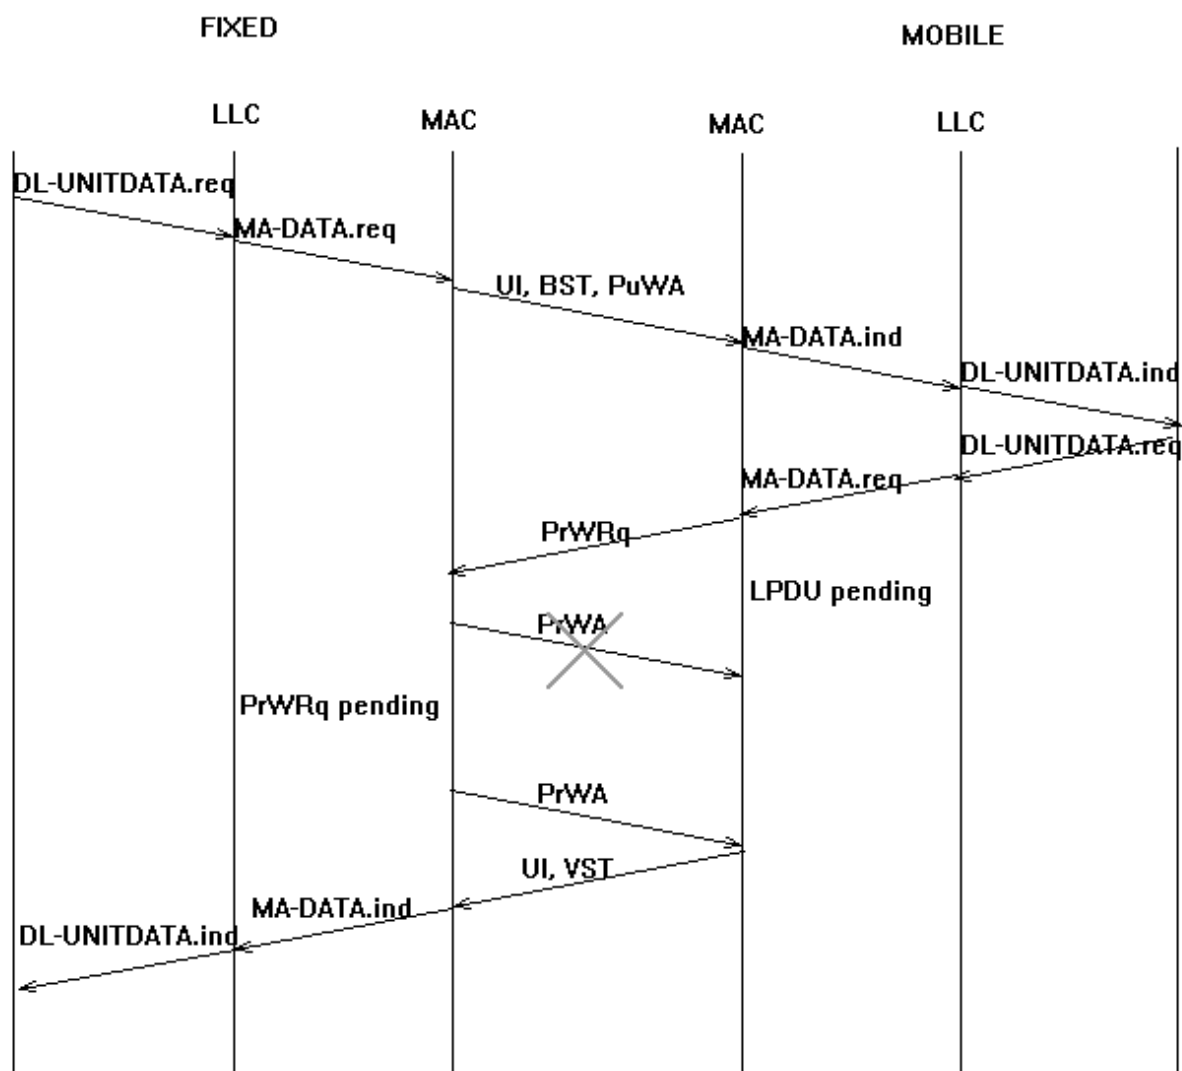 FIXED
MOBILE
LLC
MAC
MAC
LLC
DL-UNITDATA.req
MA-DATA.req
UI, BST, PuWA
MA-DATA.ind
DL-UNITDATA.ind
DL-UNITDATA.req
MA-DATA.req
PrWRq
LPDU pending
PrWA
PrWRq pending
PrWA
UI, VST
MA-DATA.ind
DL-UNITDATA.ind